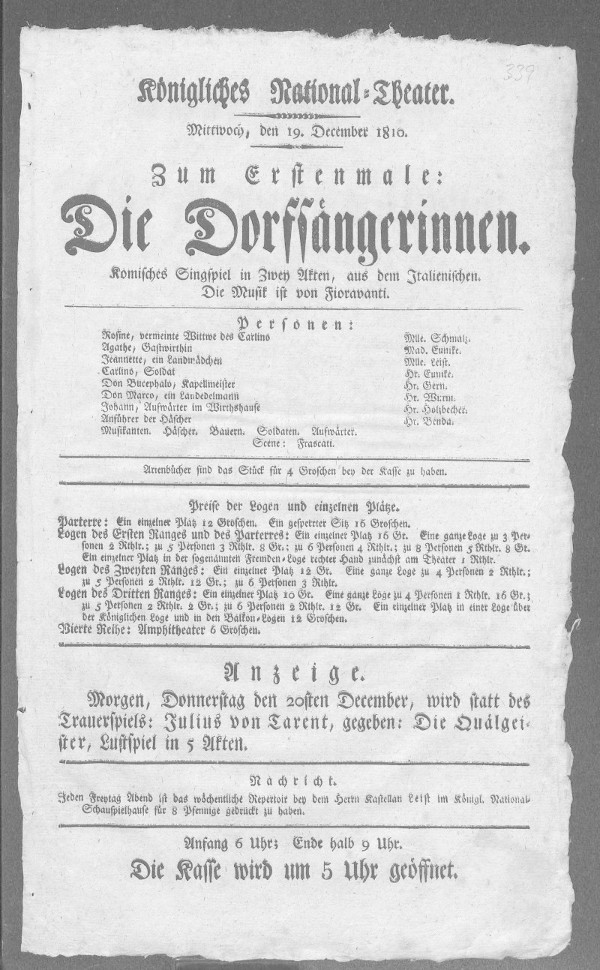 339
Königliches National-Theater.
Mittwoch, den 19. December 1810.
Zum Erstenmale:
Die Dorfsängerinnen.
Komisches Singspiel in Zwey Akten, aus dem Italienischen.
Die Musik ist von Fioravanti.
Personen:
Rosine, vermeinte Wittwe des Carlino Mlle. Schmalz.
Agathe, Gastwirthin Mad. Eunike.
Jeannette, ein Landmädchen Mlle. Leist.
Carlino, Soldat Hr. Eunike.
Don Bucephalo, Kapellmeister Hr. Gern.
Don Marco, ein Landedelmann Hr. Wurm.
Johann, Aufwärter im Wirthshause Hr. Holzbecher.
Anführer der Häscher Hr. Benda.
Musikanten. Häscher. Bauern. Soldaten. Aufwärter.
Scene: Frascati.
Arienbücher sind das Stück für 4 Groschen bey der Kasse zu haben.
Preise der Logen und einzelnen Plätze.
Parterre: Ein einzelner Platz 12 Groschen. Ein gesperrter Sitz 16 Groschen.
Logen des Ersten Ranges und des Parterres: Ein einzelner Platz 16 Gr. Eine ganze Loge zu 3 Per-
sonen 2 Rthlr.; zu 5 Personen 3 Rthlr. 8 Gr.; zu 6 Personen 4 Rthlr.; zu 8 Personen 5 Rthlr. 8 Gr.
Ein einzelner Platz in der sogenannten Fremden-Loge rechter Hand zunächst am Theater 1 Rthlr.
Logen des Zweyten Ranges: Ein einzelner Platz 12 Gr. Eine ganze Loge zu 4 Personen 2 Rthlr.;
zu 5 Personen 2 Rthlr. 12 Gr.; zu 6 Personen 3 Rthlr.
Logen des Dritten Ranges: Ein einzelner Platz 10 Gr. Eine ganze Loge zu 4 Personen 1 Rthlr. 16 Gr.;
zu 5 Personen 2 Rthlr. 2 Gr.; zu 6 Personen 2 Rthlr. 12 Gr. Ein einzelner Platz in einer Loge über
der Königlichen Loge und in den Balkon-Logen 12 Groschen.
Vierte Reihe: Amphitheater 6 Groschen.
Anzeige.
Morgen, Donnerstag den 20sten December, wird statt des
Trauerspiels: Julius von Tarent, gegeben: Die Quälgei-
ster, Lustspiel in 5 Akten.
Nachricht.
Jeden Freytag Abend ist das wöchentliche Repertoir bey dem Herrn Kastellan Leist im Königl. National-
Schauspielhause für 8 Pfennige gedruckt zu haben.
Anfang 6 Uhr; Ende halb 9 Uhr.
Die Kasse wird um 5 Uhr geöffnet.